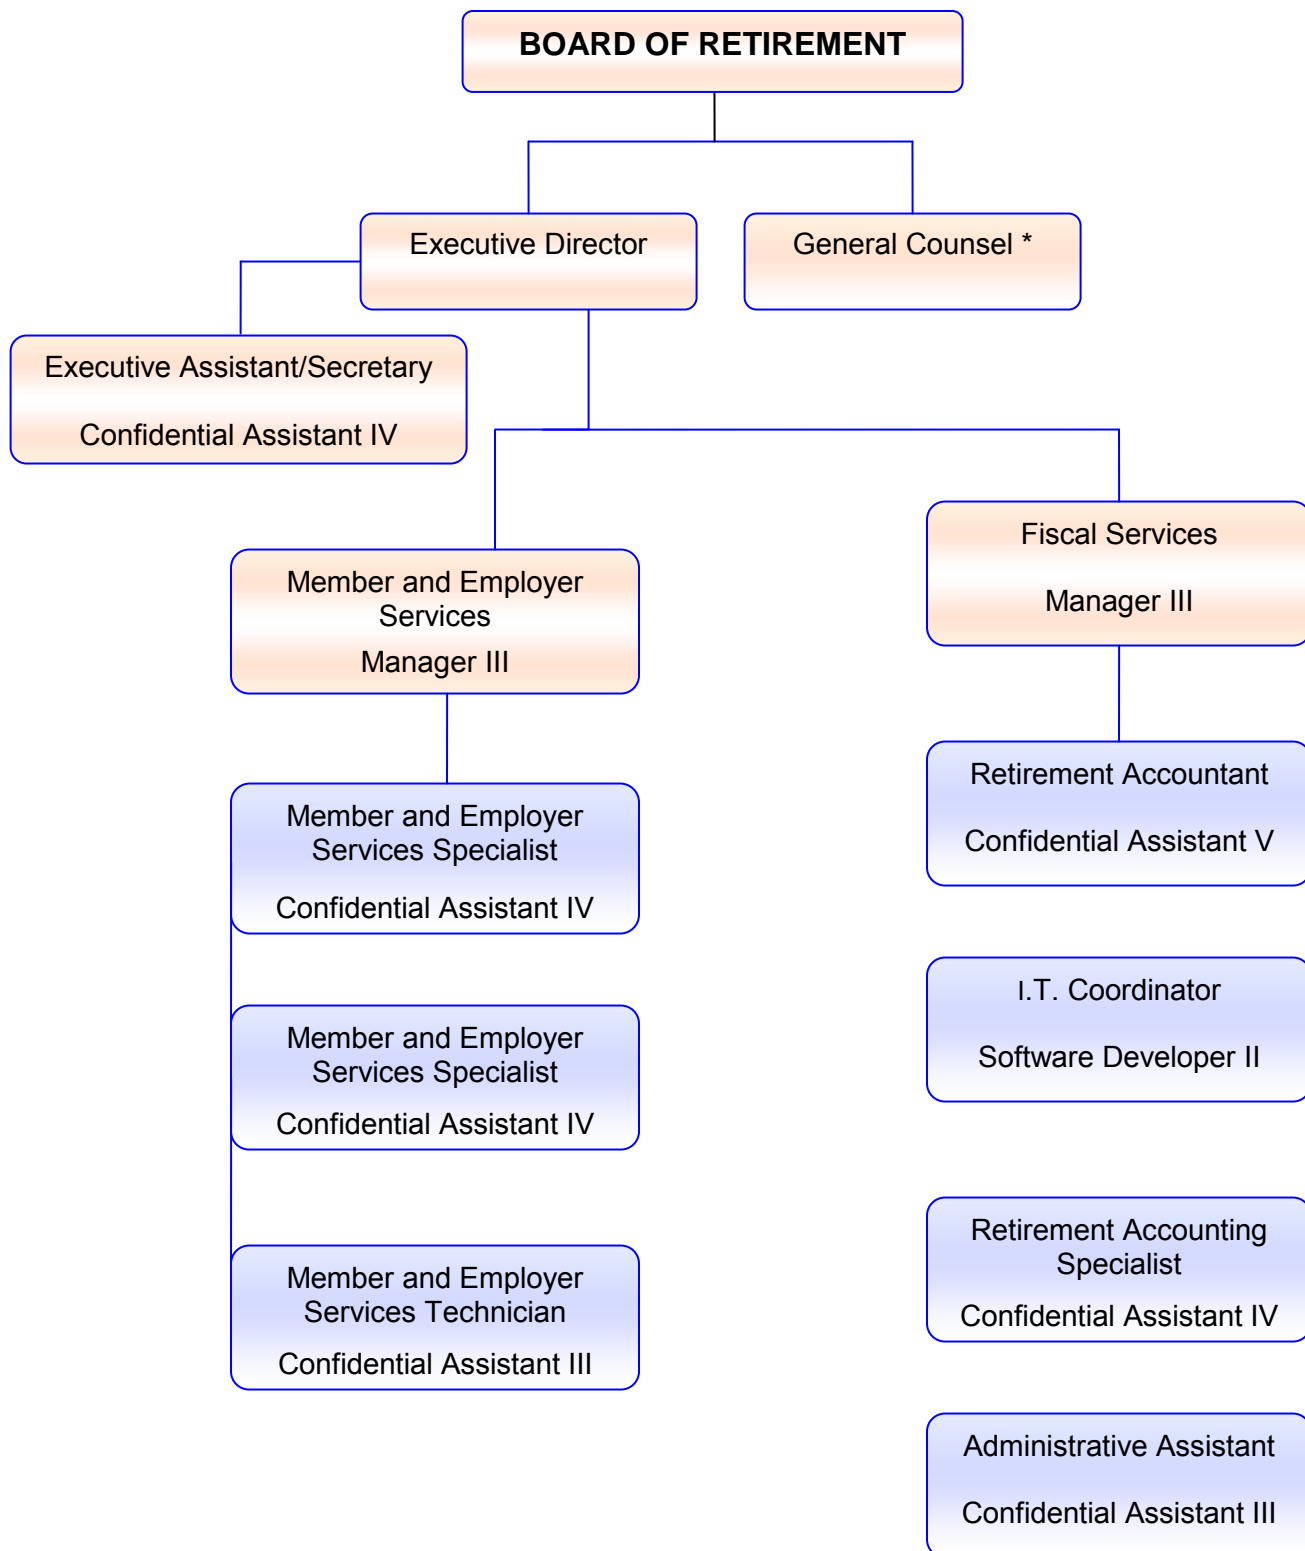 BOARD OF RETIREMENT
Executive Director
General Counsel *
Executive Assistant/Secretary
Confidential Assistant IV
Member and Employer
Services
Manager III
Fiscal Services
Manager III
Member and Employer
Services Specialist
Confidential Assistant IV
Member and Employer
Services Specialist
Confidential Assistant IV
Member and Employer
Services Technician
Confidential Assistant III
Retirement Accountant
Confidential Assistant V
I.T. Coordinator
Software Developer II
Retirement Accounting
Specialist
Confidential Assistant IV
Administrative Assistant
Confidential Assistant III